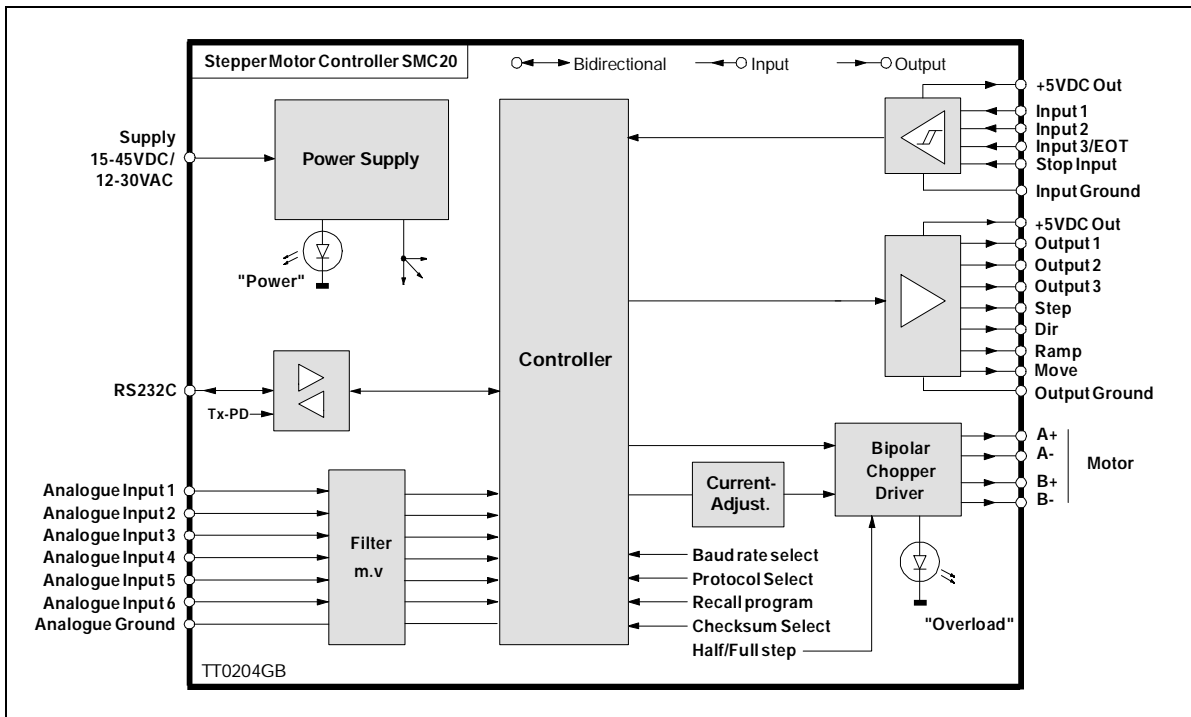 Stepper Motor Controller SMC20
Bidirectional
Input
Output
Supply
15-45VDC/
12-30VAC
Power Supply
"Power"
RS232C
Tx-PD
Analogue Input 1
Analogue Input 2
Analogue Input 3
Analogue Input 4
Analogue Input 5
Analogue Input 6
Analogue Ground
Filter
m.v
Controller
+5VDC Out
Input 1
Input 2
Input 3/EOT
Stop Input
Input Ground
+5VDC Out
Output 1
Output 2
Output 3
Step
Dir
Ramp
Move
Output Ground
Bipolar
Chopper
Driver
A+
A-
B+
B-
Motor
Current-
Adjust.
Baud rate select
Protocol Select
Recall program
Checksum Select
Half/Full step
"Overload"
TT0204GB